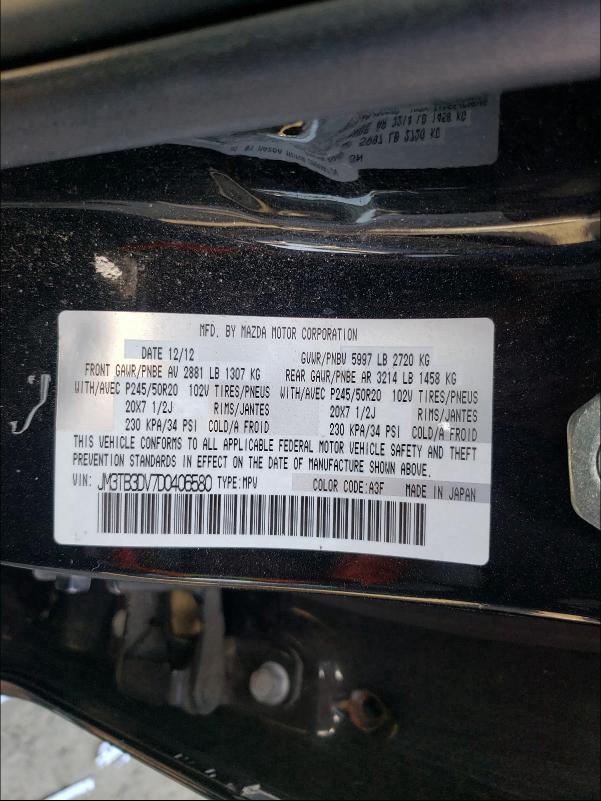 MFD. BY MAZDA MOTOR CORPORATION
DATE 12/12 GVWR/PNBV 5997 LB 2720 KG
FRONT GAWR/PNBE AV 2881 LB 1307 KG REAR GAWR/PNBE AR 3214 LB 1458 KG
WITH/AVEC P245/50R20 102V TIRES/PNEUS WITH/AVEC P245/50R20 102V TIRES/PNEUS
20X7 1/2J RIMS/JANTES 20X7 1/2J RIMS/JANTES
230 KPA/34 PSI COLD/A FROID 230 KPA/34 PSI COLD/A FROID
THIS VEHICLE CONFORMS TO ALL APPLICABLE FEDERAL MOTOR VEHICLE SAFETY AND THEFT
PREVENTION STANDARDS IN EFFECT ON THE DATE OF MANUFACTURE SHOWN ABOVE.
VIN: JM3TB3DV7D0406580 TYPE:MPV COLOR CODE:A3F MADE IN JAPAN